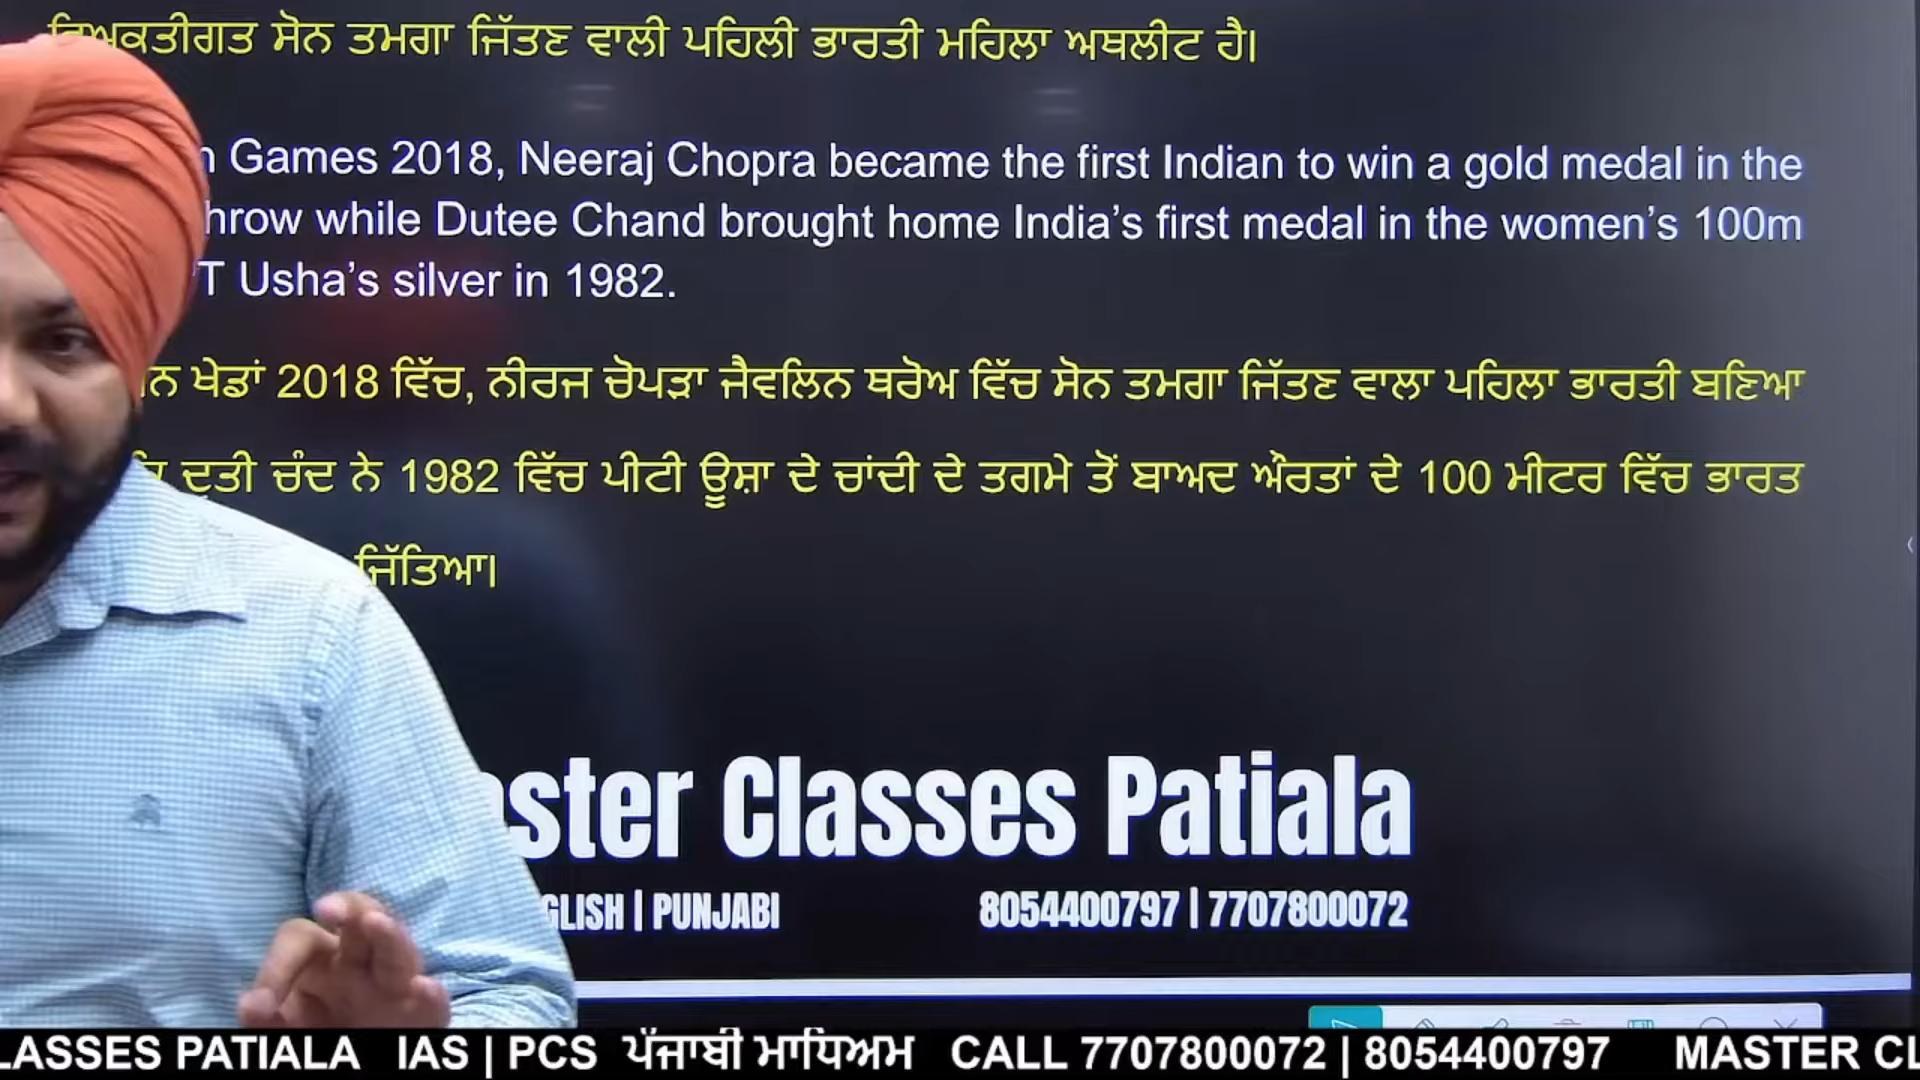 ਵਿਅਕਤੀਗਤ ਸੋਨ ਤਮਗਾ ਜਿੱਤਣ ਵਾਲੀ ਪਹਿਲੀ ਭਾਰਤੀ ਮਹਿਲਾ ਅਥਲੀਟ ਹੈ।
n Games 2018, Neeraj Chopra became the first Indian to win a gold medal in the
hrow while Dutee Chand brought home India’s first medal in the women’s 100m
T Usha’s silver in 1982.
ਨ ਖੇਡਾਂ 2018 ਵਿੱਚ, ਨੀਰਜ ਚੋਪੜਾ ਜੈਵਲਿਨ ਥਰੋਅ ਵਿੱਚ ਸੋਨ ਤਮਗਾ ਜਿੱਤਣ ਵਾਲਾ ਪਹਿਲਾ ਭਾਰਤੀ ਬਣਿਆ
ਦੁਤੀ ਚੰਦ ਨੇ 1982 ਵਿੱਚ ਪੀਟੀ ਊਸ਼ਾ ਦੇ ਚਾਂਦੀ ਦੇ ਤਗਮੇ ਤੋਂ ਬਾਅਦ ਔਰਤਾਂ ਦੇ 100 ਮੀਟਰ ਵਿੱਚ ਭਾਰਤ
ਜਿੱਤਿਆ।
aster Classes Patiala
GLISH | PUNJABI 8054400797 | 7707800072
LASSES PATIALA IAS | PCS ਪੰਜਾਬੀ ਮਾਧਿਅਮ CALL 7707800072 | 8054400797 MASTER CL